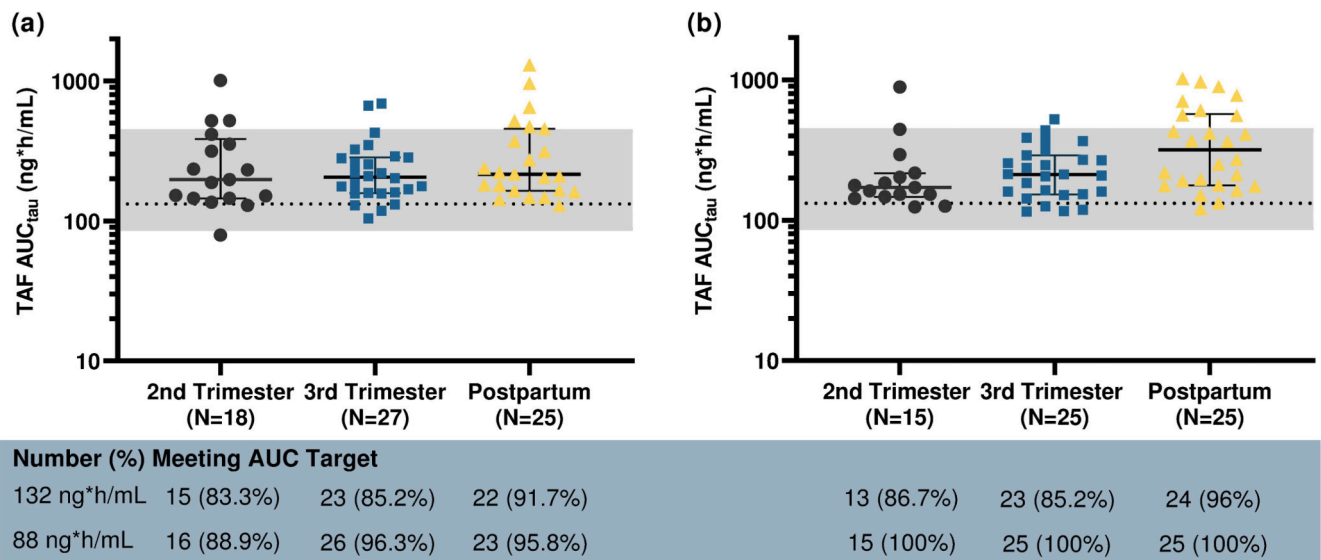 (a)
TAF AUCtau (ng*h/mL)
1000
100
10
2nd Trimester 3rd Trimester Postpartum
(N=18) (N=27) (N=25)
(b)
TAF AUCtau (ng*h/mL)
1000
100
10
2nd Trimester 3rd Trimester Postpartum
(N=15) (N=25) (N=25)
Number (%) Meeting AUC Target
132 ng*h/mL 15 (83.3%) 23 (85.2%) 22 (91.7%) 13 (86.7%) 23 (85.2%) 24 (96%)
88 ng*h/mL 16 (88.9%) 26 (96.3%) 23 (95.8%) 15 (100%) 25 (100%) 25 (100%)